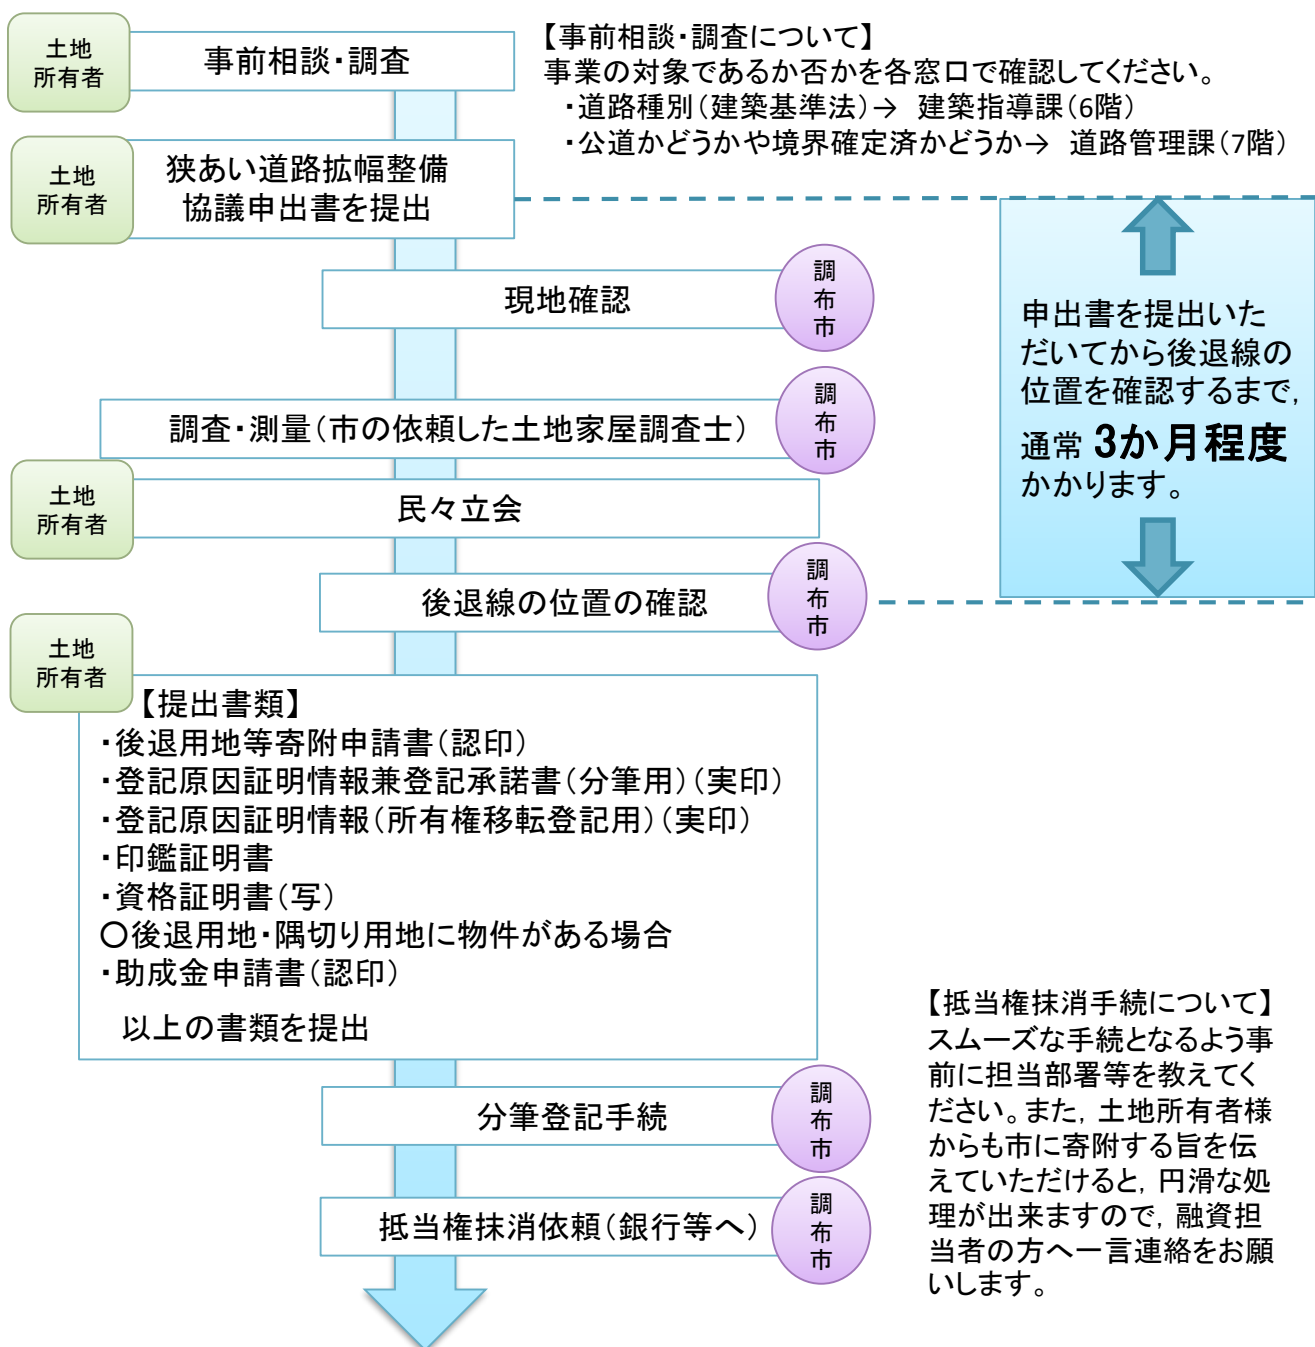 土地
所有者
事前相談・調査
【事前相談・調査について】
事業の対象であるか否かを各窓口で確認してください。
・道路種別(建築基準法)→ 建築指導課(6階)
・公道かどうかや境界確定済かどうか→ 道路管理課(7階)
土地
所有者
狭あい道路拡幅整備
協議申出書を提出
現地確認
調
布
市
申出書を提出いた
だいてから後退線の
位置を確認するまで,
通常 3か月程度
かかります。
調査・測量(市の依頼した土地家屋調査士)
調
布
市
土地
所有者
民々立会
後退線の位置の確認
調
布
市
土地
所有者
【提出書類】
・後退用地等寄附申請書(認印)
・登記原因証明情報兼登記承諾書(分筆用)(実印)
・登記原因証明情報(所有権移転登記用)(実印)
・印鑑証明書
・資格証明書(写)
〇後退用地・隅切り用地に物件がある場合
・助成金申請書(認印)
以上の書類を提出
分筆登記手続
調
布
市
抵当権抹消依頼(銀行等へ)
調
布
市
【抵当権抹消手続について】
スムーズな手続となるよう事
前に担当部署等を教えてく
ださい。また, 土地所有者様
からも市に寄附する旨を伝
えていただけると, 円滑な処
理が出来ますので, 融資担
当者の方へ一言連絡をお願
いします。